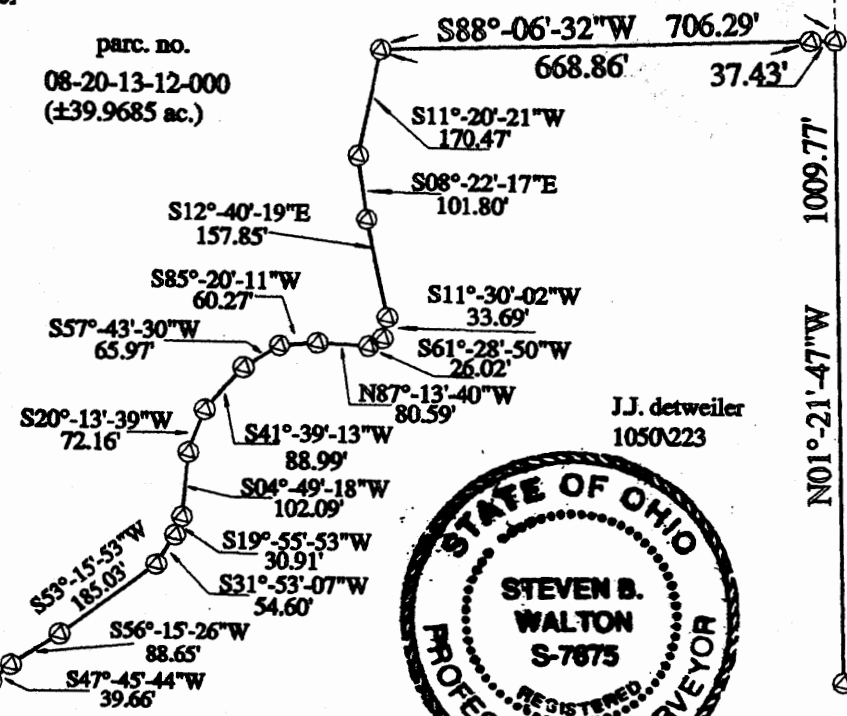 S88°-06'-32"W 706.29'
668.86'
37.43'
parc. no.
08-20-13-12-000
(±39.9685 ac.)
S11°-20'-21"W
170.47'
S08°-22'-17"E
101.80'
S12°-40'-19"E
157.85'
S85°-20'-11"W
60.27'
S11°-30'-02"W
33.69'
S57°-43'-30"W
65.97'
S61°-28'-50"W
26.02'
N87°-13'-40"W
80.59'
S20°-13'-39"W
72.16'
S41°-39'-13"W
88.99'
S04°-49'-18"W
102.09'
S19°-55'-53"W
30.91'
S31°-53'-07"W
54.60'
S53°-15'-53"W
185.03'
S56°-15'-26"W
88.65'
S47°-45'-44"W
39.66'
N01°-21'-47"W 1009.77'
J.J. detweiler
1050\223
STATE OF OHIO
STEVEN B.
WALTON
S-7675
REGISTERED